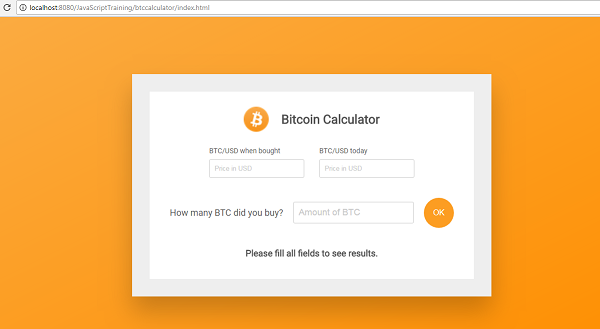 localhost:8080/JavaScriptTraining/btccalculator/index.html
Bitcoin Calculator
BTC/USD when bought BTC/USD today
Price in USD Price in USD
How many BTC did you buy? Amount of BTC OK
Please fill all fields to see results.